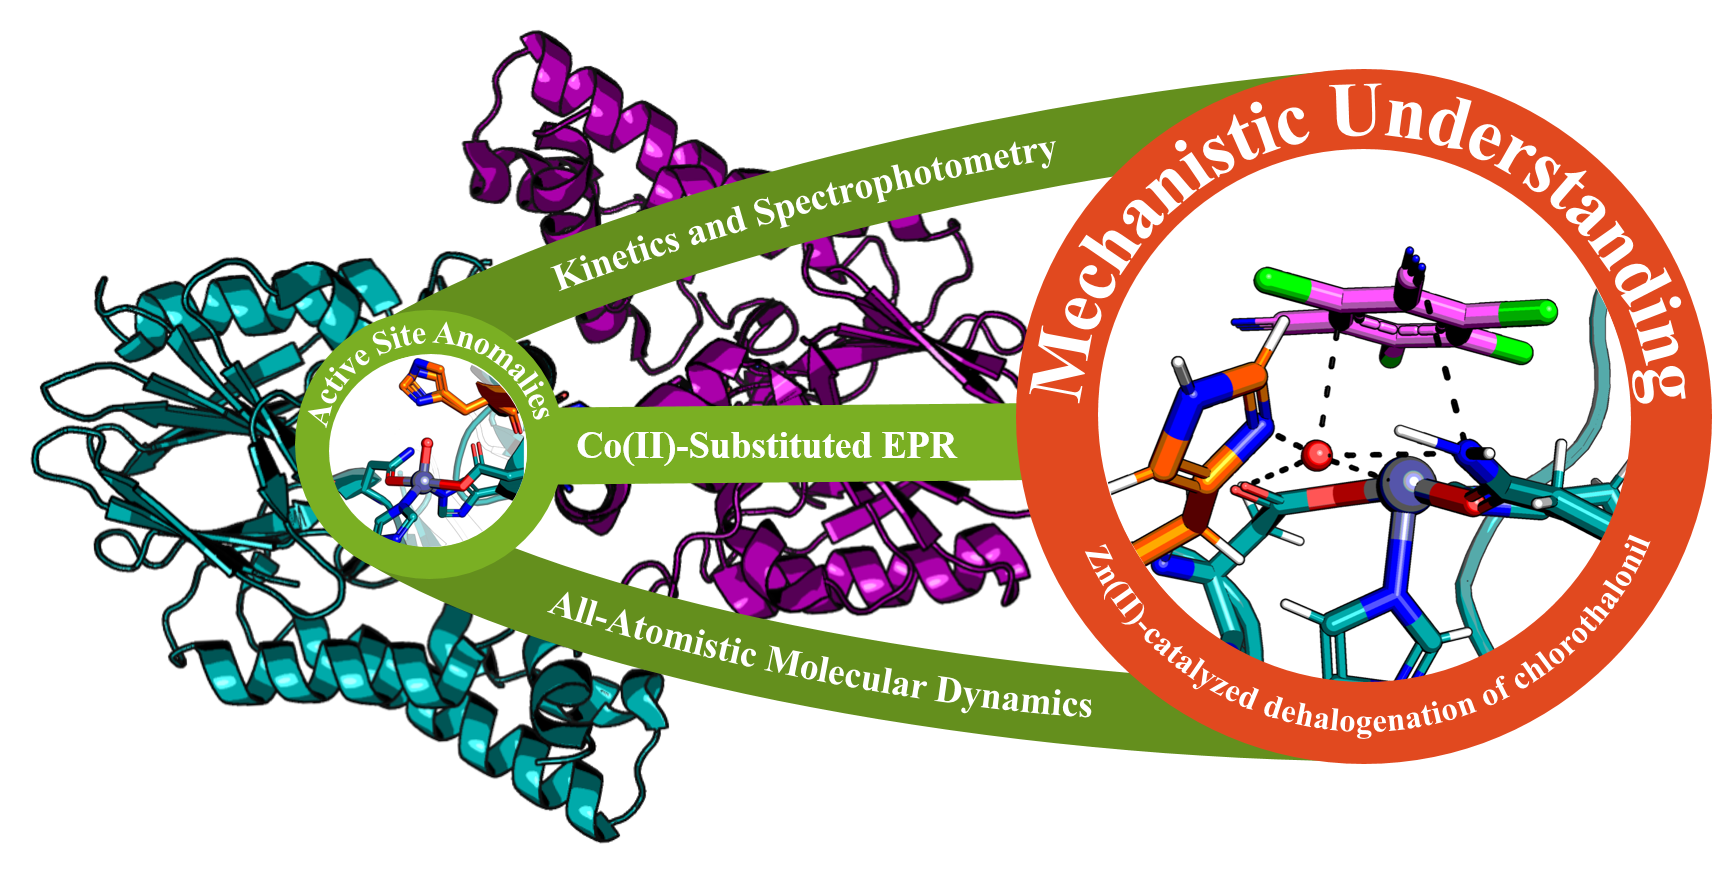 Active Site Anomalies
Kinetics and Spectrophotometry
Co(II)-Substituted EPR
All-Atomistic Molecular Dynamics
Mechanistic Understanding
Zn(II)-catalyzed dehalogenation of chlorothalonil